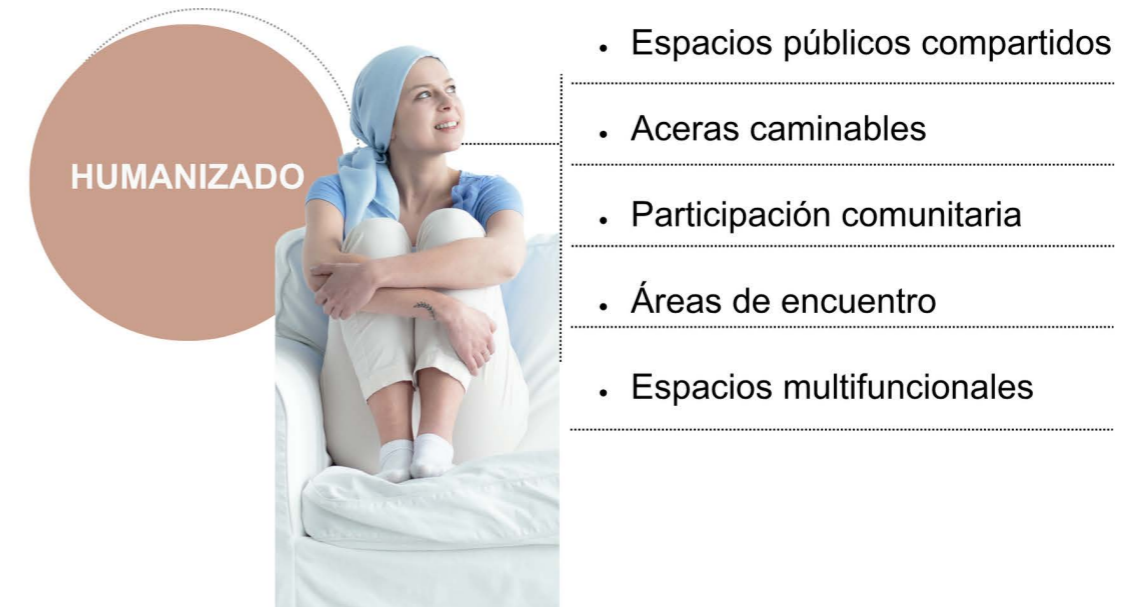 HUMANIZADO
• Espacios públicos compartidos
• Aceras caminables
• Participación comunitaria
• Áreas de encuentro
• Espacios multifuncionales